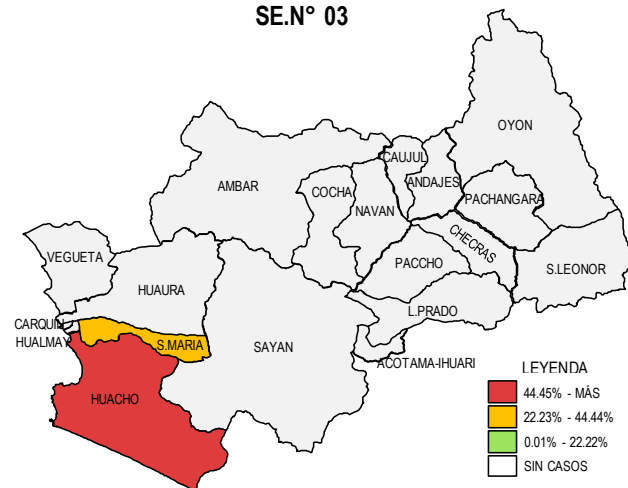 SE.N° 03
OYON
CAUJUL
ANDAJES
AMBAR
COCHA
NAVAN
PACHANGARA
CHECRAS
VEGUETA
HUAURA
PACCHO
S.LEONOR
L.PRADO
CARQUIN
HUALMAY
S.MARIA
SAYAN
ACOTAMA-IHUARI
HUACHO
LEYENDA
44.45% - MÁS
22.23% - 44.44%
0.01% - 22.22%
SIN CASOS